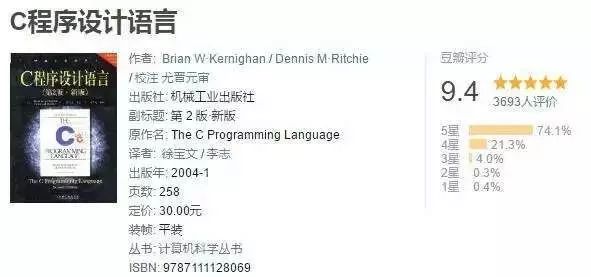 C程序设计语言
C程序设计语言
(第2版·新版)
THE
C
PROGRAMMING
LANGUAGE
The C Programming Language
作者: Brian W·Kernighan / Dennis M·Ritchie
/ 校注 尤晋元审
出版社: 机械工业出版社
副标题: 第 2 版·新版
原作名: The C Programming Language
译者: 徐宝文 / 李志
出版年: 2004-1
页数: 258
定价: 30.00元
装帧: 平装
丛书: 计算机科学丛书
ISBN: 9787111128069
豆瓣评分
9.4
3693人评价
5星 74.1%
4星 21.3%
3星 4.0%
2星 0.3%
1星 0.4%